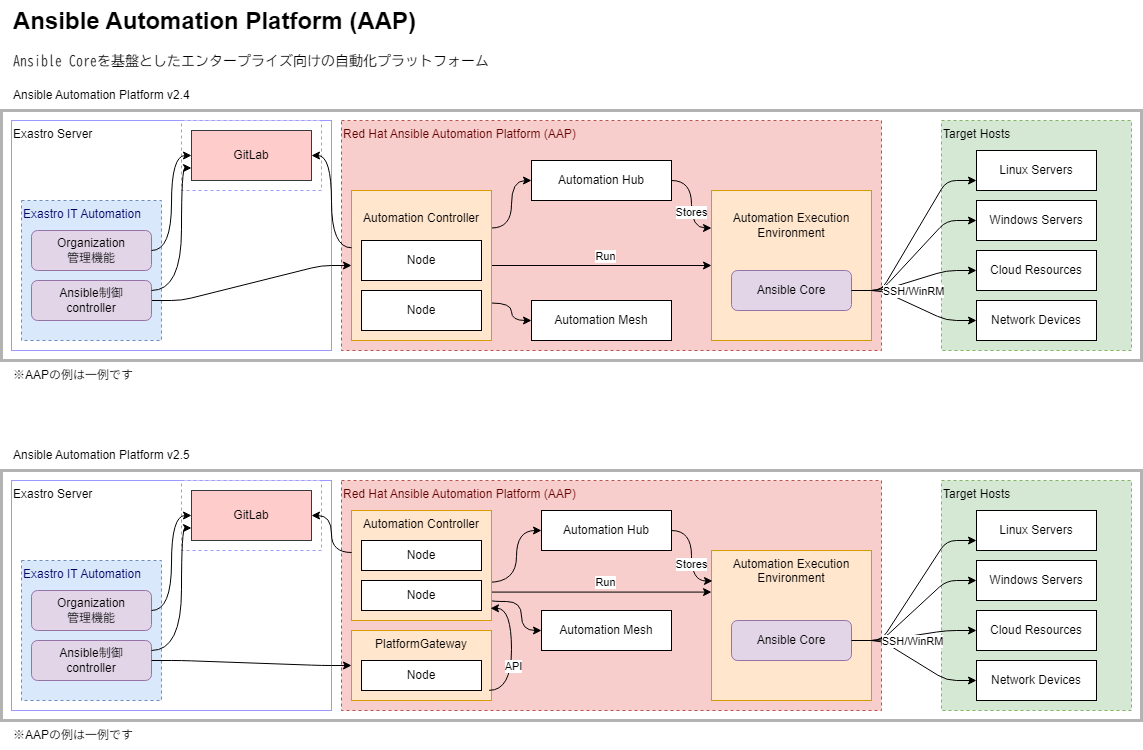 Ansible Automation Platform (AAP)
Ansible Coreを基盤としたエンタープライズ向けの自動化プラットフォーム
Ansible Automation Platform v2.4
Exastro Server
GitLab
Exastro IT Automation
Organization
管理機能
Ansible制御
controller
Red Hat Ansible Automation Platform (AAP)
Automation Controller
Node
Node
Automation Hub
Stores
Run
Automation Mesh
Automation Execution
Environment
Ansible Core
SSH/WinRM
Target Hosts
Linux Servers
Windows Servers
Cloud Resources
Network Devices
※AAPの例は一例です
Ansible Automation Platform v2.5
Exastro Server
GitLab
Exastro IT Automation
Organization
管理機能
Ansible制御
controller
Red Hat Ansible Automation Platform (AAP)
Automation Controller
Node
Node
PlatformGateway
Node
API
Automation Hub
Stores
Run
Automation Mesh
Automation Execution
Environment
Ansible Core
SSH/WinRM
Target Hosts
Linux Servers
Windows Servers
Cloud Resources
Network Devices
※AAPの例は一例です